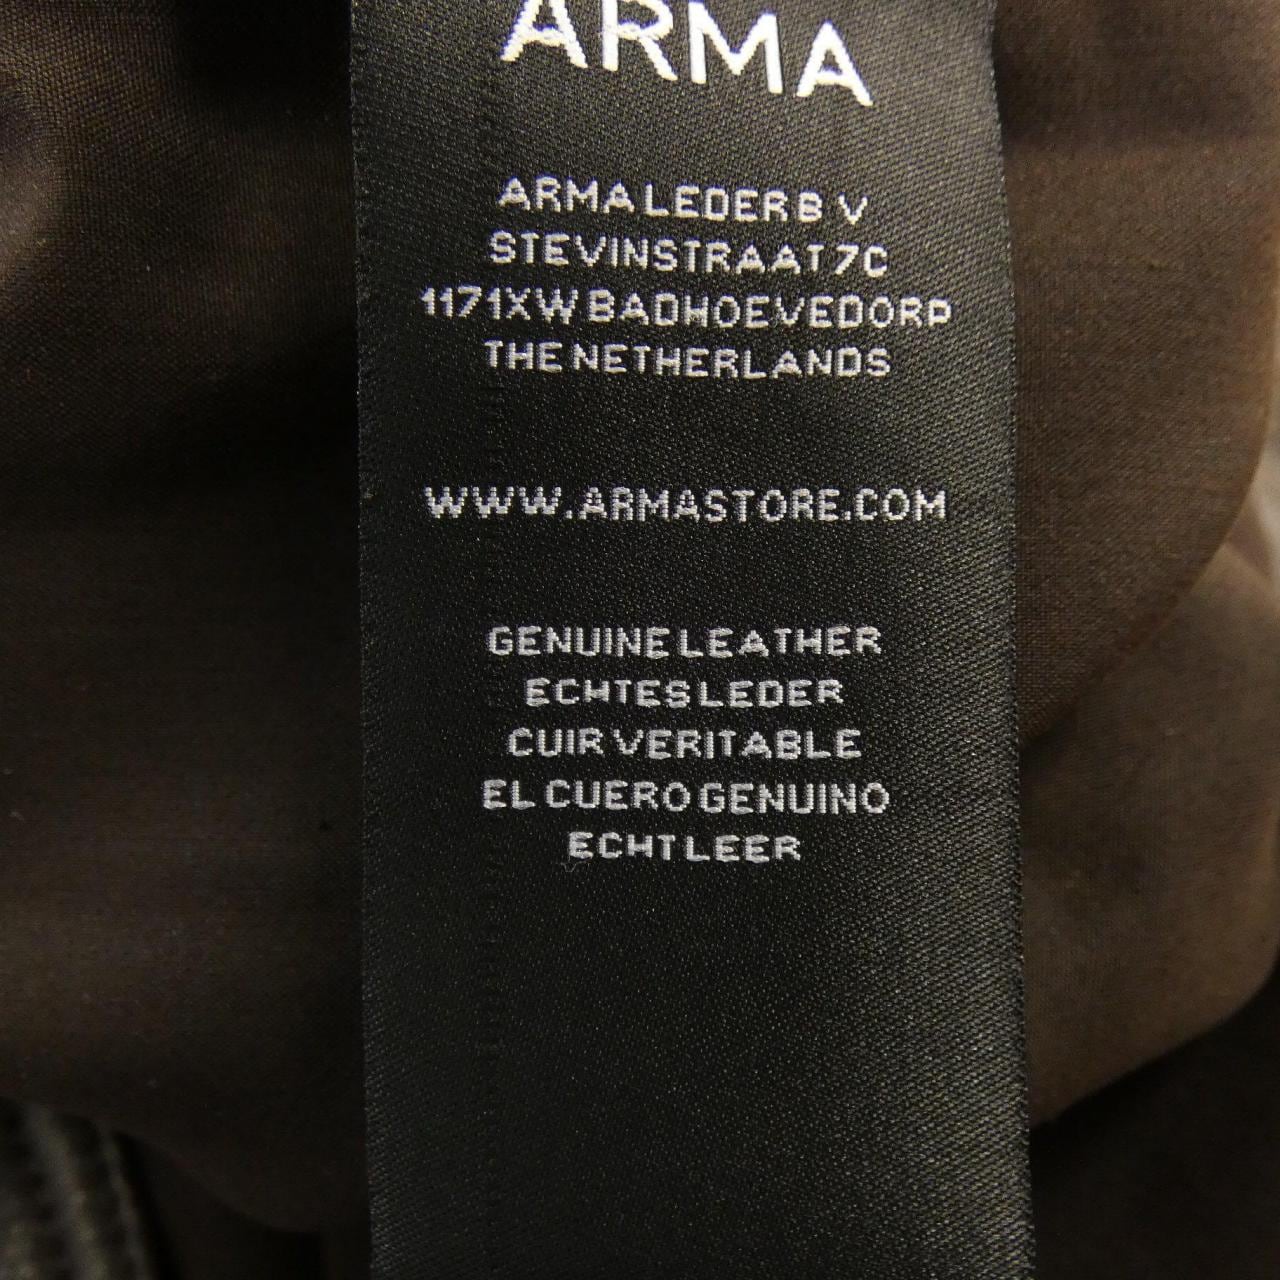 ARMA
ARMA LEDER B V
STEVINSTRAAT 7C
1171XW BADHOEVEDORP
THE NETHERLANDS
WWW.ARMASTORE.COM
GENUINE LEATHER
ECHTES LEDER
CUIR VERITABLE
EL CUERO GENUINO
ECHT LEER